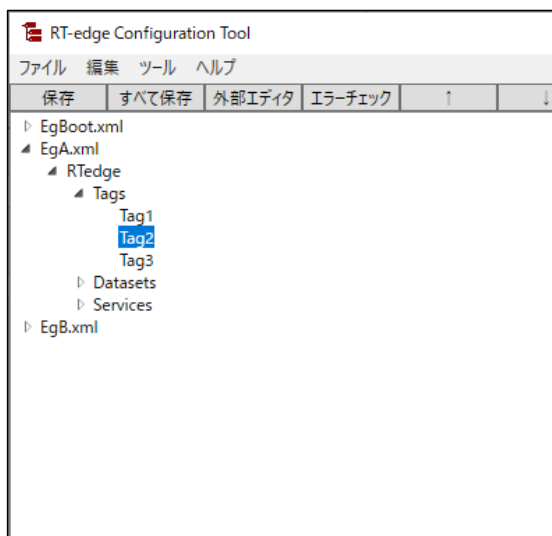 RT-edge Configuration Tool
ファイル 編集 ツール ヘルプ
保存 すべて保存 外部エディタ エラーチェック ↑ ↓
EgBoot.xml
EgA.xml
RTedge
Tags
Tag1
Tag2
Tag3
Datasets
Services
EgB.xml